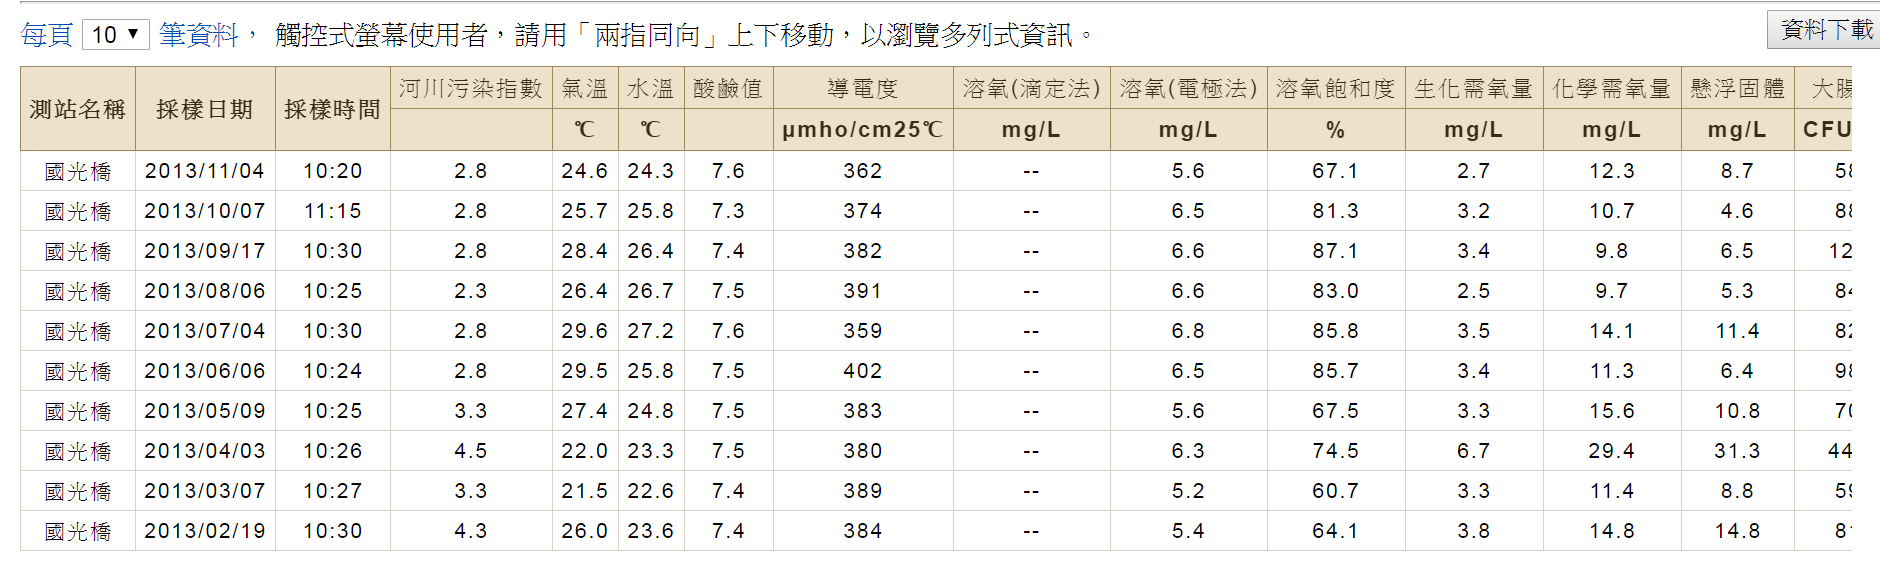 每頁 10 ▼ 筆資料， 觸控式螢幕使用者，請用「兩指同向」上下移動，以瀏覽多列式資訊。 資料下載
測站名稱 採樣日期 採樣時間 河川污染指數 氣溫 水溫 酸鹼值 導電度 溶氧(滴定法) 溶氧(電極法) 溶氧飽和度 生化需氧量 化學需氧量 懸浮固體 大腸
℃ ℃ μmho/cm25℃ mg/L mg/L % mg/L mg/L mg/L CFU
國光橋 2013/11/04 10:20 2.8 24.6 24.3 7.6 362 -- 5.6 67.1 2.7 12.3 8.7 58
國光橋 2013/10/07 11:15 2.8 25.7 25.8 7.3 374 -- 6.5 81.3 3.2 10.7 4.6 88
國光橋 2013/09/17 10:30 2.8 28.4 26.4 7.4 382 -- 6.6 87.1 3.4 9.8 6.5 12
國光橋 2013/08/06 10:25 2.3 26.4 26.7 7.5 391 -- 6.6 83.0 2.5 9.7 5.3 84
國光橋 2013/07/04 10:30 2.8 29.6 27.2 7.6 359 -- 6.8 85.8 3.5 14.1 11.4 82
國光橋 2013/06/06 10:24 2.8 29.5 25.8 7.5 402 -- 6.5 85.7 3.4 11.3 6.4 98
國光橋 2013/05/09 10:25 3.3 27.4 24.8 7.5 383 -- 5.6 67.5 3.3 15.6 10.8 70
國光橋 2013/04/03 10:26 4.5 22.0 23.3 7.5 380 -- 6.3 74.5 6.7 29.4 31.3 44
國光橋 2013/03/07 10:27 3.3 21.5 22.6 7.4 389 -- 5.2 60.7 3.3 11.4 8.8 59
國光橋 2013/02/19 10:30 4.3 26.0 23.6 7.4 384 -- 5.4 64.1 3.8 14.8 14.8 81